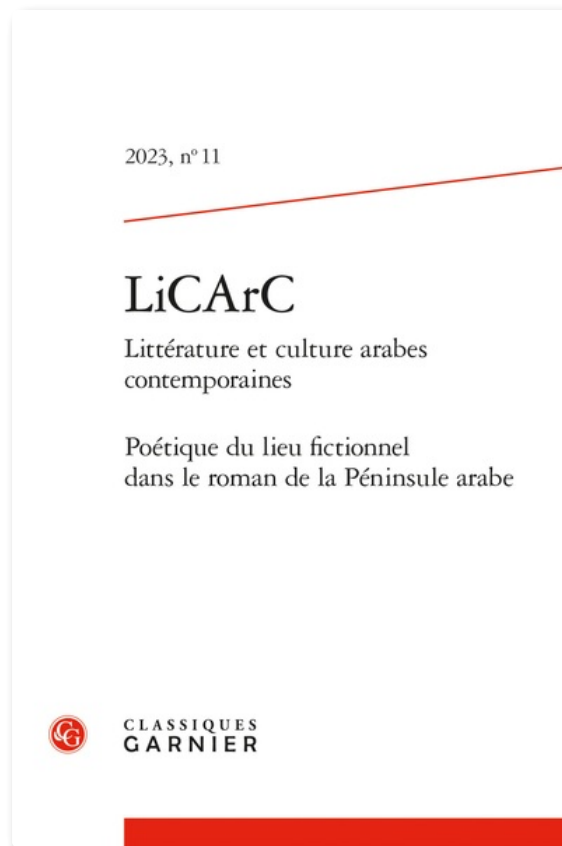 2023, nº 11
LiCArC
Littérature et culture arabes
contemporaines
Poétique du lieu fictionnel
dans le roman de la Péninsule arabe
CG
CLASSIQUES
GARNIER